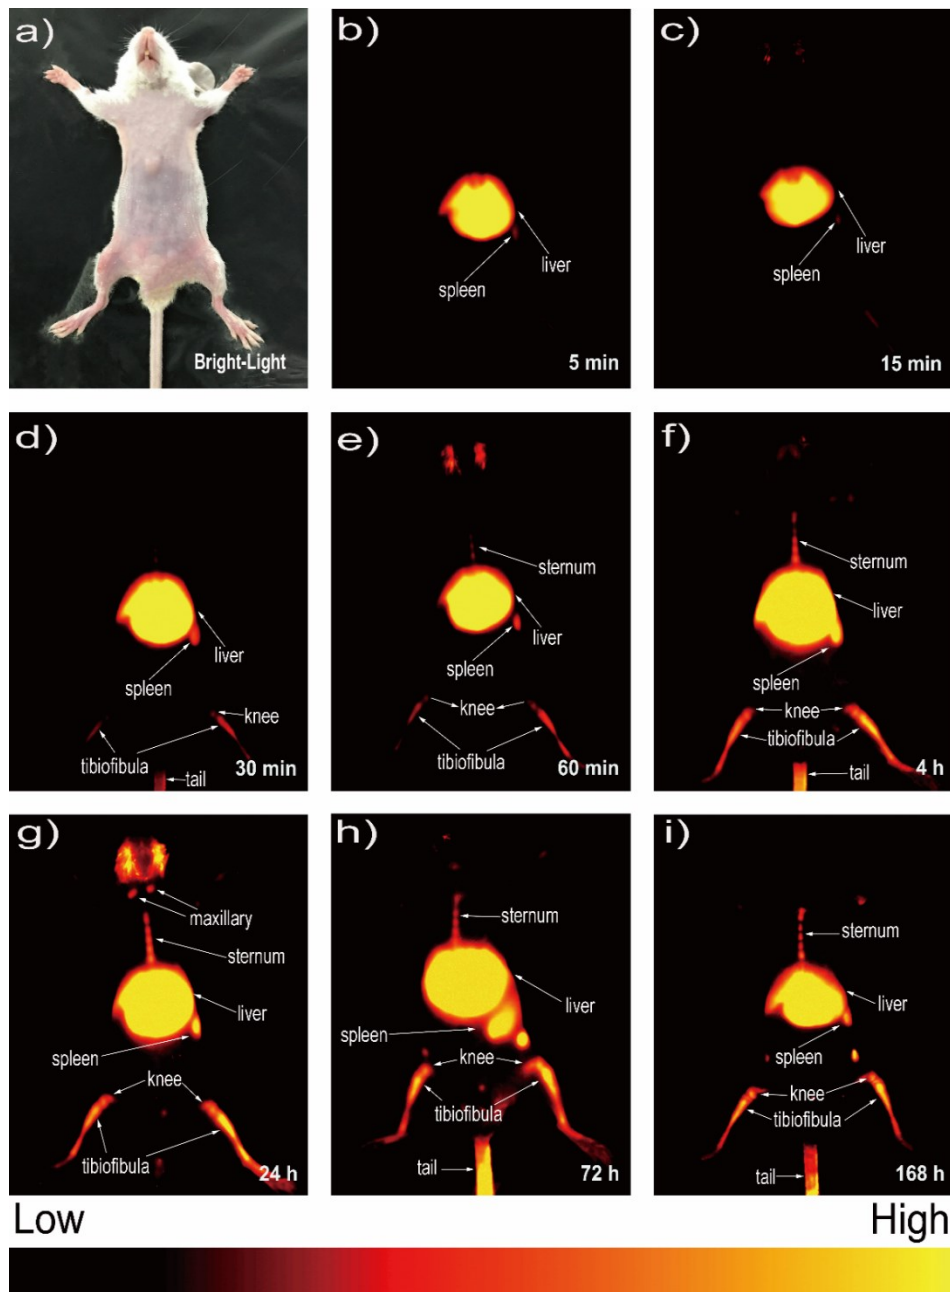 a)
Bright-Light
b)
liver
spleen
5 min
c)
liver
spleen
15 min
d)
liver
spleen
knee
tibiofibula
30 min
tail
e)
sternum
liver
spleen
knee
tibiofibula
60 min
f)
sternum
liver
spleen
knee
tibiofibula
tail
4 h
g)
maxillary
sternum
liver
spleen
knee
tibiofibula
24 h
h)
sternum
liver
spleen
knee
tibiofibula
tail
72 h
i)
sternum
liver
spleen
knee
tibiofibula
tail
168 h
Low High